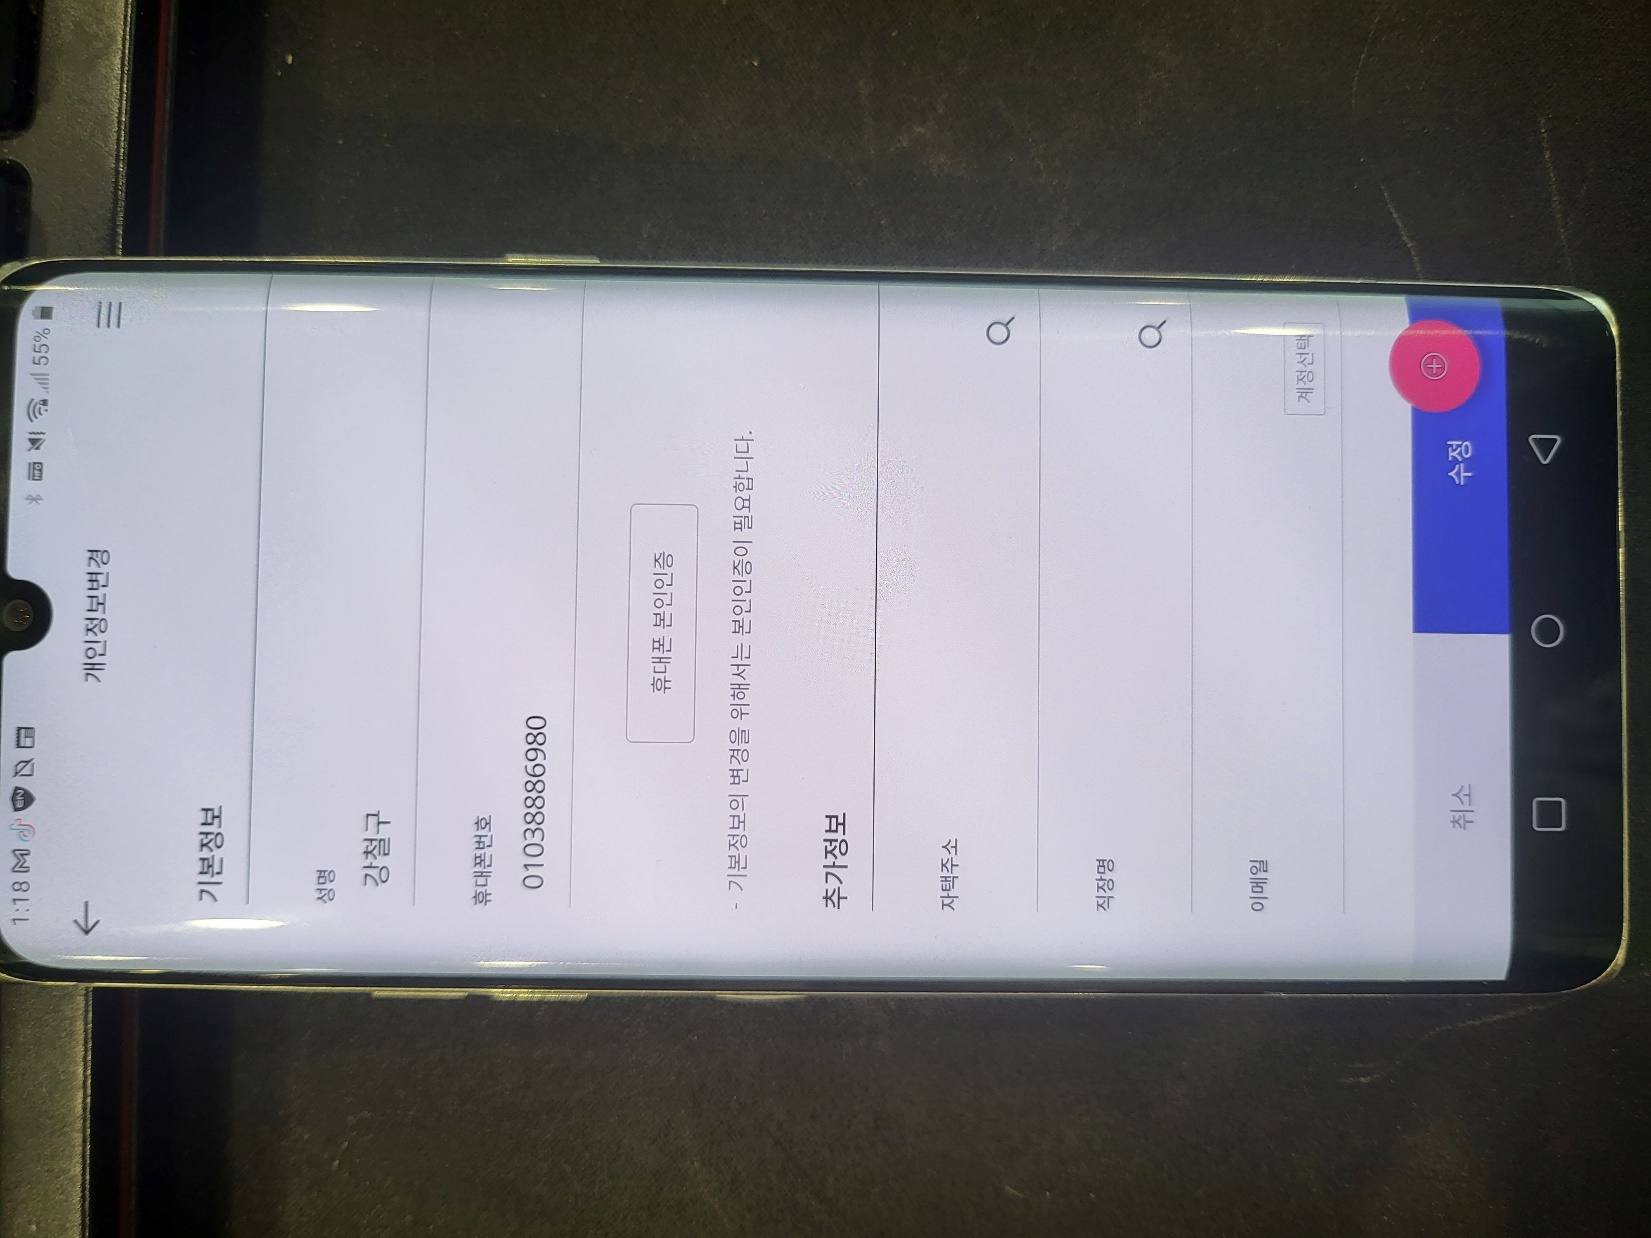 1:18 55%
개인정보변경
기본정보
성명
강철구
휴대폰번호
01038886980
휴대폰 본인인증
- 기본정보의 변경을 위해서는 본인인증이 필요합니다.
추가정보
자택주소
직장명
이메일
계정선택
취소 수정